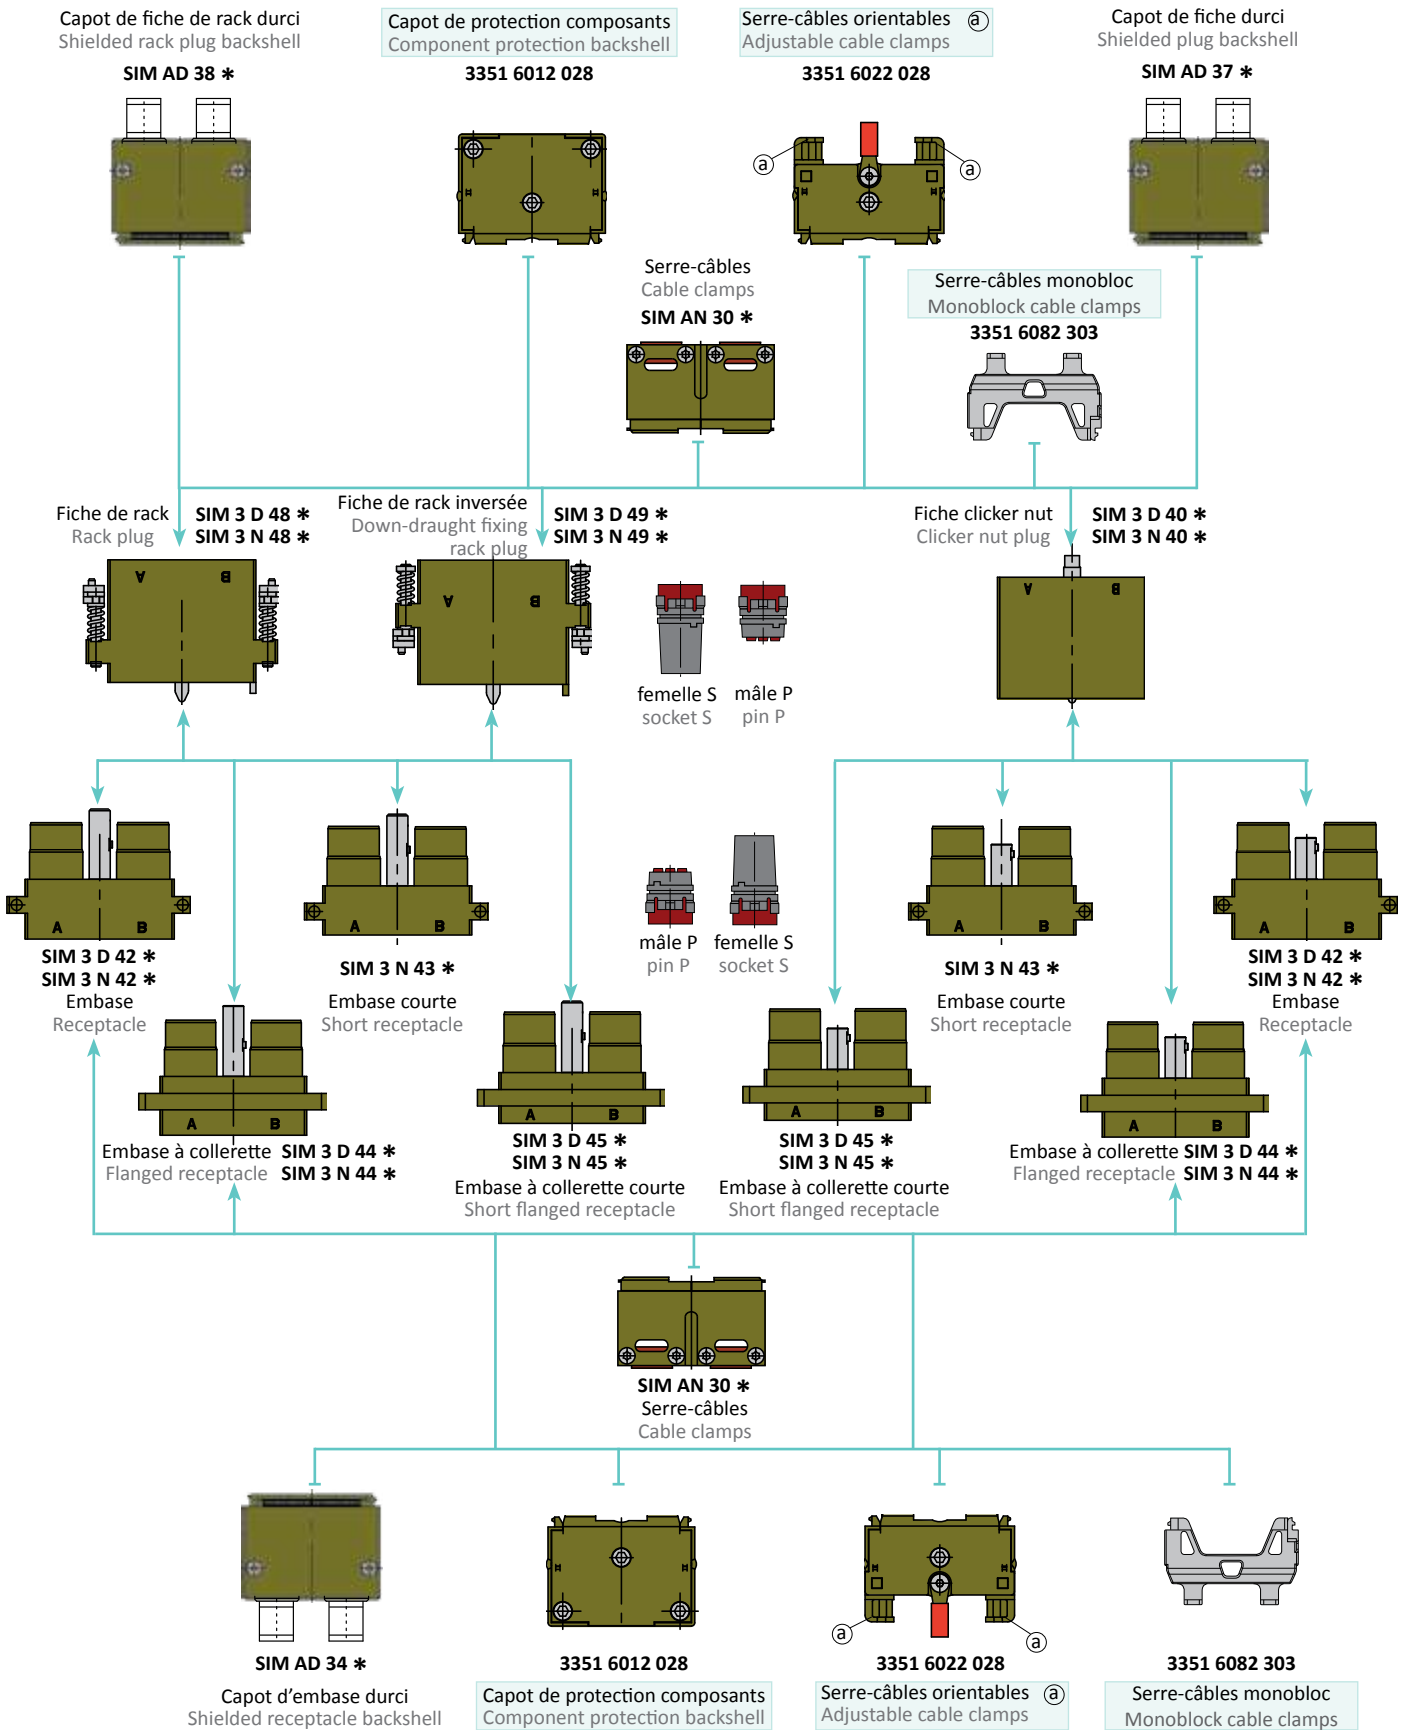 Capot de fiche de rack durci
Shielded rack plug backshell
SIM AD 38 *
Capot de protection composants
Component protection backshell
3351 6012 028
Serre-câbles orientables ⓐ
Adjustable cable clamps
3351 6022 028
Capot de fiche durci
Shielded plug backshell
SIM AD 37 *
ⓐ
ⓐ
Serre-câbles
Cable clamps
SIM AN 30 *
Serre-câbles monobloc
Monoblock cable clamps
3351 6082 303
Fiche de rack
Rack plug
SIM 3 D 48 *
SIM 3 N 48 *
Fiche de rack inversée
Down-draught fixing
rack plug
SIM 3 D 49 *
SIM 3 N 49 *
Fiche clicker nut
Clicker nut plug
SIM 3 D 40 *
SIM 3 N 40 *
A B
A B
A B
femelle S
socket S
mâle P
pin P
A B
SIM 3 D 42 *
SIM 3 N 42 *
Embase
Receptacle
A B
SIM 3 N 43 *
Embase courte
Short receptacle
mâle P
pin P
femelle S
socket S
A B
SIM 3 N 43 *
Embase courte
Short receptacle
A B
SIM 3 D 42 *
SIM 3 N 42 *
Embase
Receptacle
A B
Embase à collerette SIM 3 D 44 *
Flanged receptacle SIM 3 N 44 *
A B
SIM 3 D 45 *
SIM 3 N 45 *
Embase à collerette courte
Short flanged receptacle
A B
SIM 3 D 45 *
SIM 3 N 45 *
Embase à collerette courte
Short flanged receptacle
A B
Embase à collerette SIM 3 D 44 *
Flanged receptacle SIM 3 N 44 *
SIM AN 30 *
Serre-câbles
Cable clamps
SIM AD 34 *
Capot d'embase durci
Shielded receptacle backshell
3351 6012 028
Capot de protection composants
Component protection backshell
ⓐ
ⓐ
3351 6022 028
Serre-câbles orientables ⓐ
Adjustable cable clamps
3351 6082 303
Serre-câbles monobloc
Monoblock cable clamps